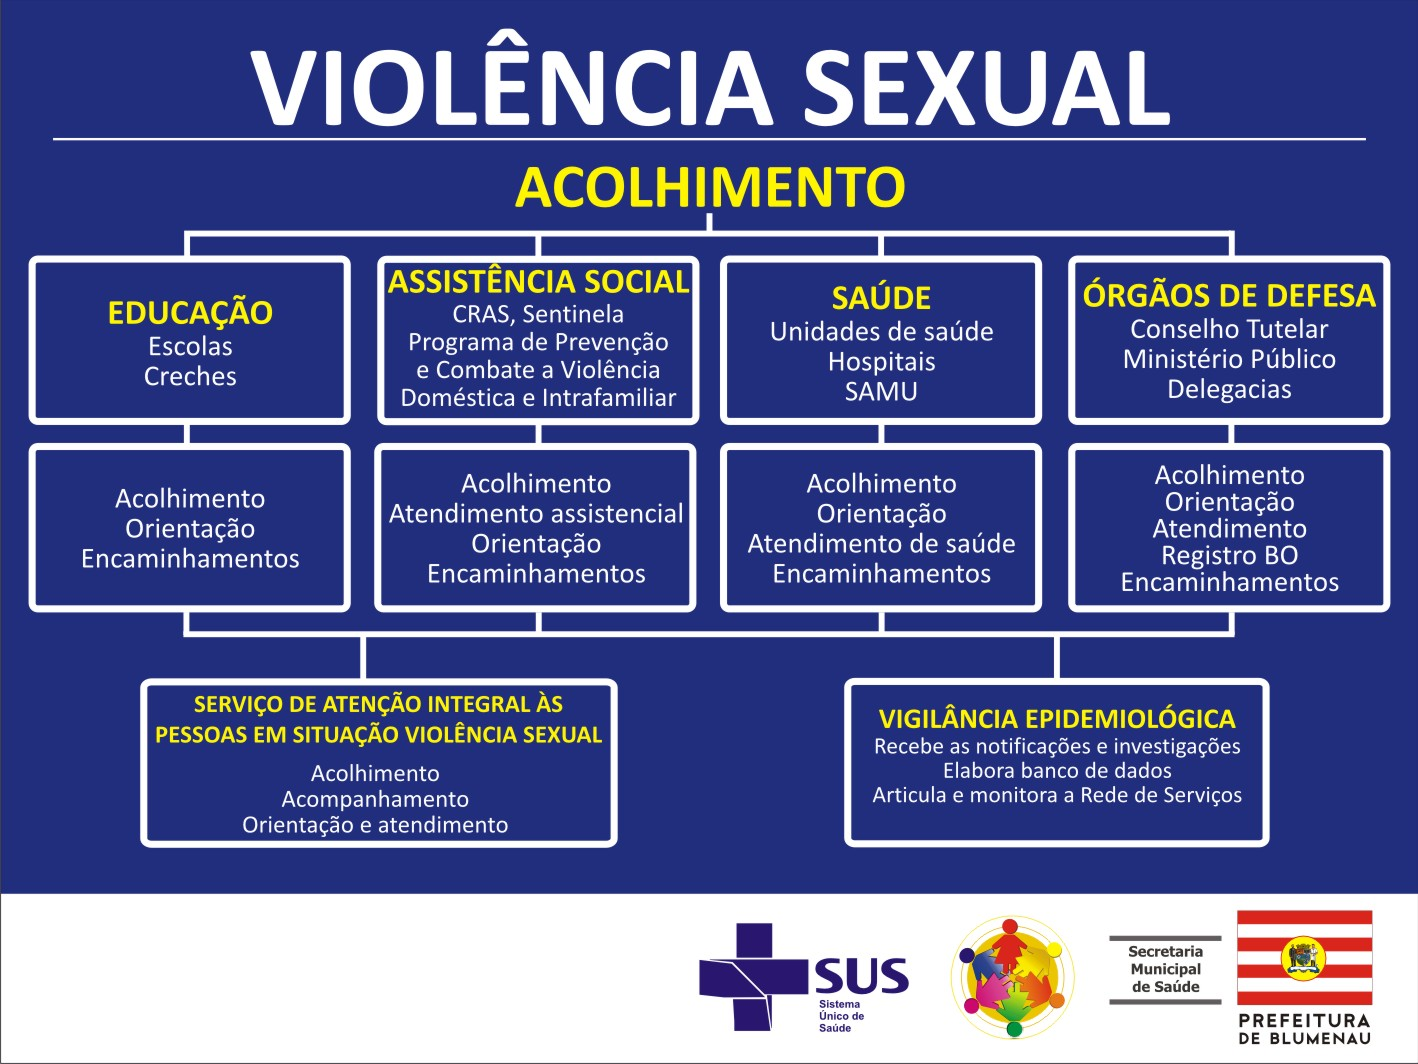 VIOLÊNCIA SEXUAL
ACOLHIMENTO
EDUCAÇÃO
Escolas
Creches
ASSISTÊNCIA SOCIAL
CRAS, Sentinela
Programa de Prevenção
e Combate a Violência
Doméstica e Intrafamiliar
SAÚDE
Unidades de saúde
Hospitais
SAMU
ÓRGÃOS DE DEFESA
Conselho Tutelar
Ministério Público
Delegacias
Acolhimento
Orientação
Encaminhamentos
Acolhimento
Atendimento assistencial
Orientação
Encaminhamentos
Acolhimento
Orientação
Atendimento de saúde
Encaminhamentos
Acolhimento
Orientação
Atendimento
Registro BO
Encaminhamentos
SERVIÇO DE ATENÇÃO INTEGRAL ÀS
PESSOAS EM SITUAÇÃO VIOLÊNCIA SEXUAL
Acolhimento
Acompanhamento
Orientação e atendimento
VIGILÂNCIA EPIDEMIOLÓGICA
Recebe as notificações e investigações
Elabora banco de dados
Articula e monitora a Rede de Serviços
SUS
Sistema
Único de
Saúde
Secretaria
Municipal
de Saúde
PREFEITURA
DE BLUMENAU